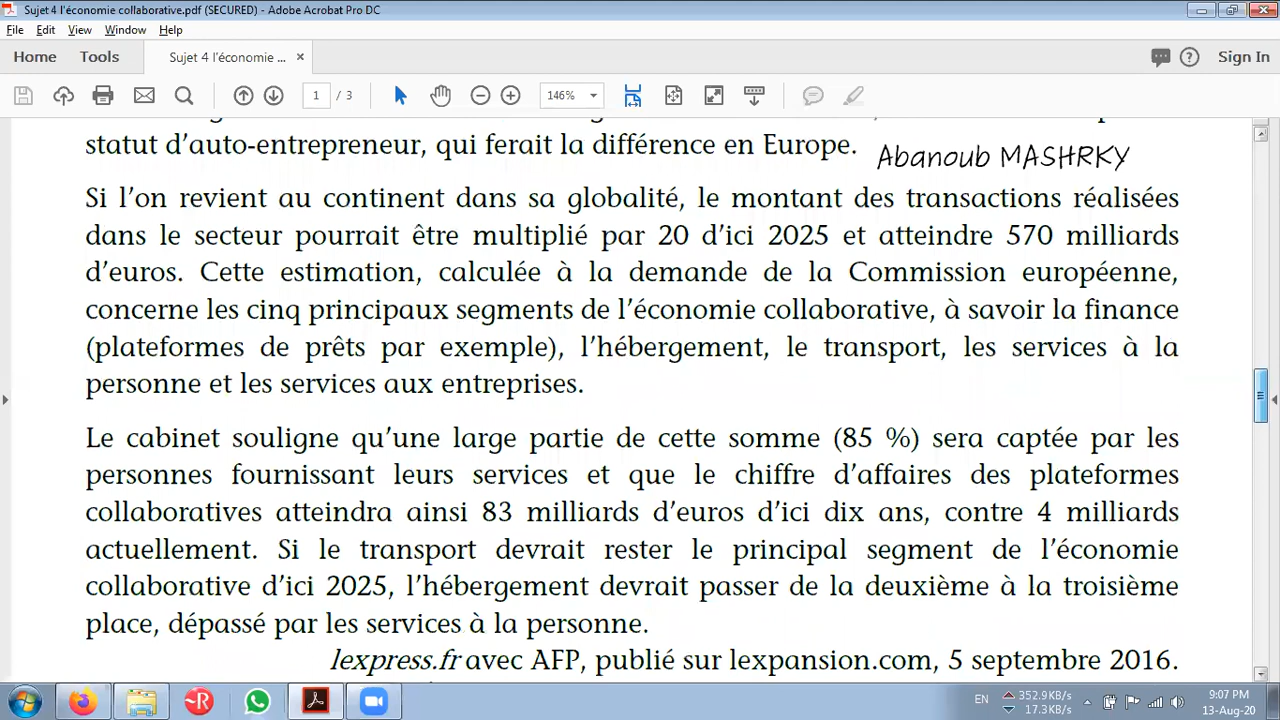 Sujet 4 l'économie collaborative.pdf (SECURED) - Adobe Acrobat Pro DC
File Edit View Window Help
Home Tools Sujet 4 l'économie ... × Sign In
1 / 3 146%
statut d'auto-entrepreneur, qui ferait la différence en Europe.
Abanoub MASHRKY
Si l'on revient au continent dans sa globalité, le montant des transactions réalisées
dans le secteur pourrait être multiplié par 20 d'ici 2025 et atteindre 570 milliards
d'euros. Cette estimation, calculée à la demande de la Commission européenne,
concerne les cinq principaux segments de l'économie collaborative, à savoir la finance
(plateformes de prêts par exemple), l'hébergement, le transport, les services à la
personne et les services aux entreprises.
Le cabinet souligne qu'une large partie de cette somme (85 %) sera captée par les
personnes fournissant leurs services et que le chiffre d'affaires des plateformes
collaboratives atteindra ainsi 83 milliards d'euros d'ici dix ans, contre 4 milliards
actuellement. Si le transport devrait rester le principal segment de l'économie
collaborative d'ici 2025, l'hébergement devrait passer de la deuxième à la troisième
place, dépassé par les services à la personne.
lexpress.fr avec AFP, publié sur lexpansion.com, 5 septembre 2016.
EN 352.9KB/s 9:07 PM
17.3KB/s 13-Aug-20